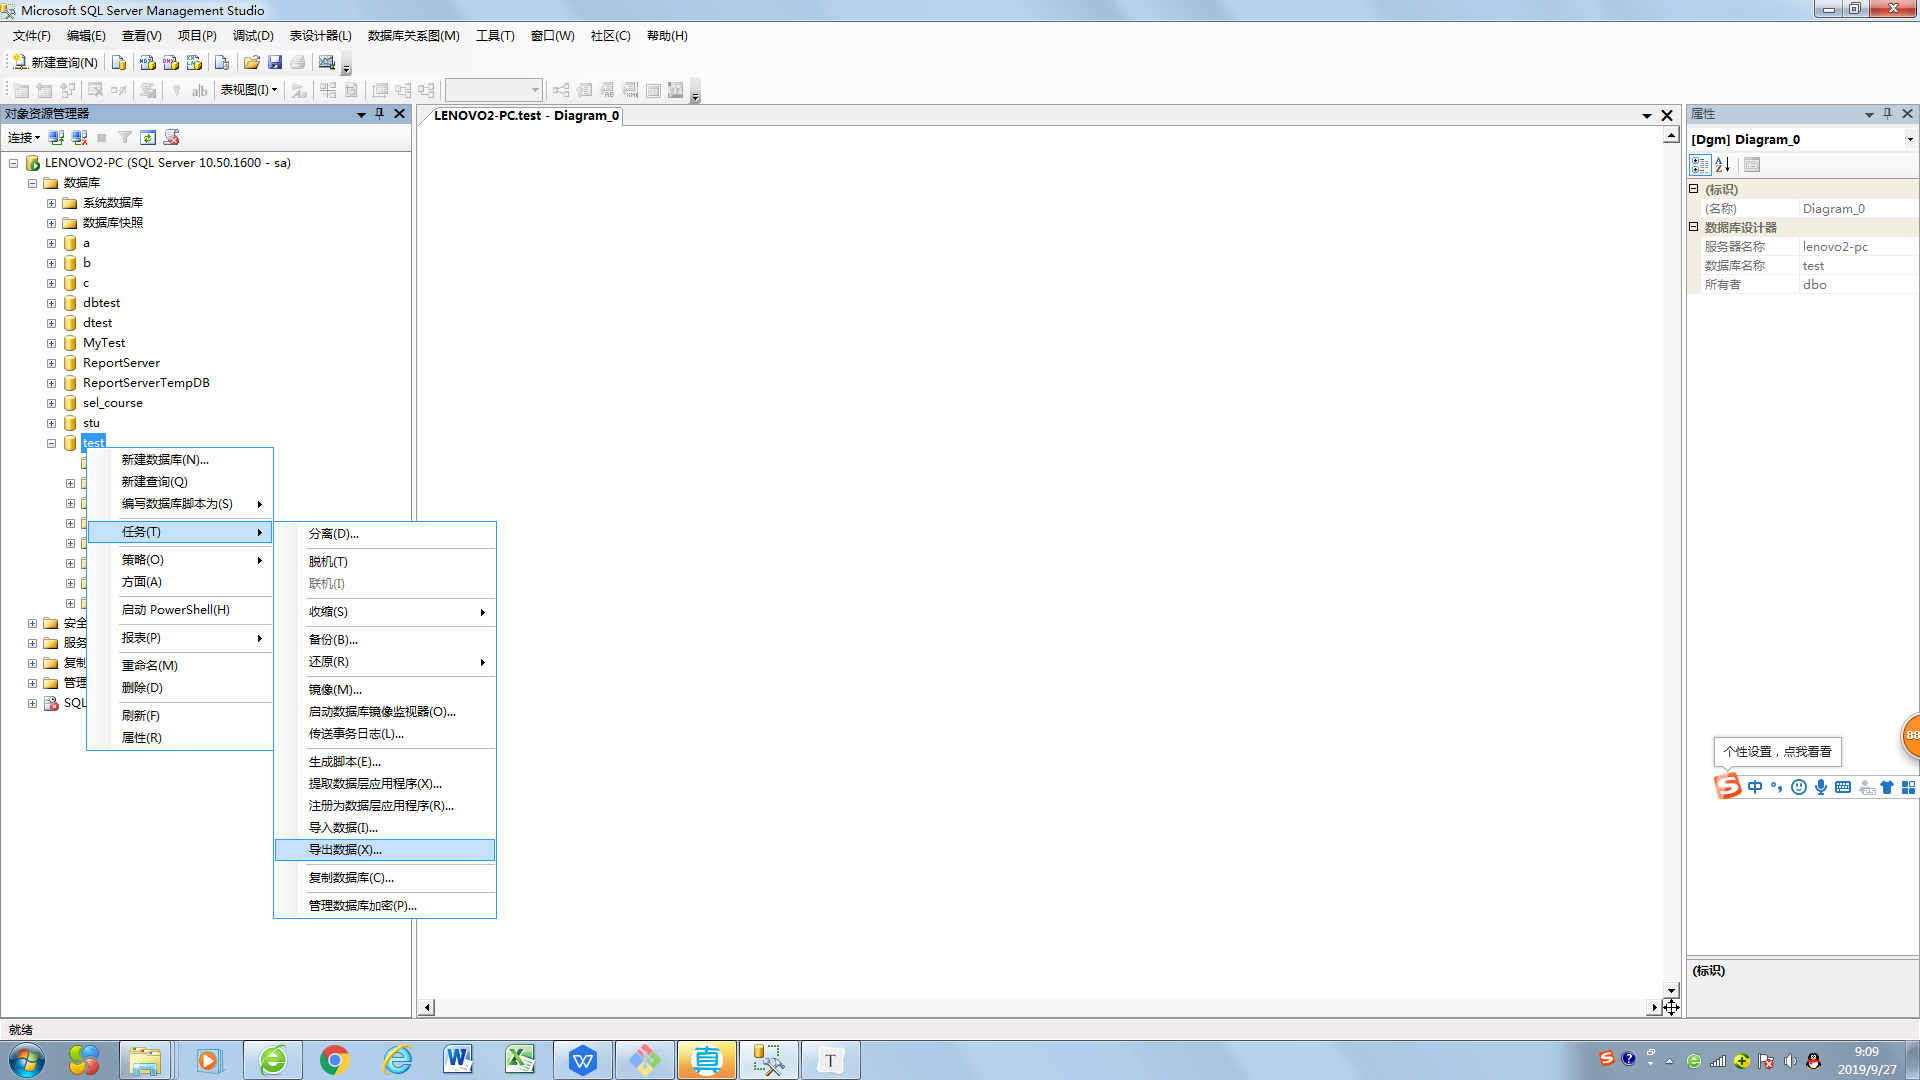 Microsoft SQL Server Management Studio
文件(F) 编辑(E) 查看(V) 项目(P) 调试(D) 表设计器(L) 数据库关系图(M) 工具(T) 窗口(W) 社区(C) 帮助(H)
新建查询(N)
表视图(I)
对象资源管理器
连接
LENOVO2-PC (SQL Server 10.50.1600 - sa)
数据库
系统数据库
数据库快照
a
b
c
dbtest
dtest
MyTest
ReportServer
ReportServerTempDB
sel_course
stu
test
安全
服务
复制
管理
SQL
新建数据库(N)...
新建查询(Q)
编写数据库脚本为(S)
任务(T)
策略(O)
方面(A)
启动 PowerShell(H)
报表(P)
重命名(M)
删除(D)
刷新(F)
属性(R)
分离(D)...
脱机(T)
联机(I)
收缩(S)
备份(B)...
还原(R)
镜像(M)...
启动数据库镜像监视器(O)...
传送事务日志(L)...
生成脚本(E)...
提取数据层应用程序(X)...
注册为数据层应用程序(R)...
导入数据(I)...
导出数据(X)...
复制数据库(C)...
管理数据库加密(P)...
LENOVO2-PC.test - Diagram_0
属性
[Dgm] Diagram_0
(标识)
(名称) Diagram_0
数据库设计器
服务器名称 lenovo2-pc
数据库名称 test
所有者 dbo
88
个性设置，点我看看
中
(标识)
就绪
9:09
2019/9/27